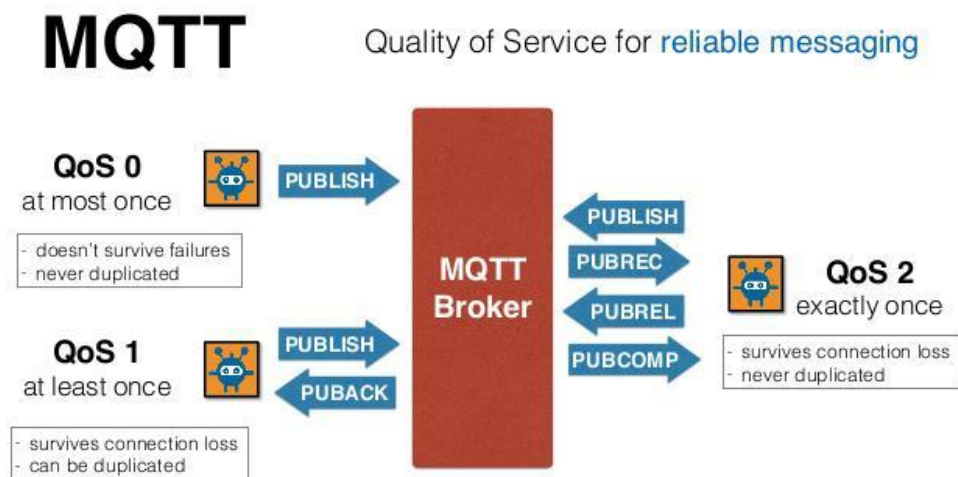 MQTT
Quality of Service for reliable messaging
QoS 0
at most once
PUBLISH
- doesn't survive failures
- never duplicated
QoS 1
at least once
PUBLISH
PUBACK
- survives connection loss
- can be duplicated
MQTT
Broker
PUBLISH
PUBREC
PUBREL
PUBCOMP
QoS 2
exactly once
- survives connection loss
- never duplicated